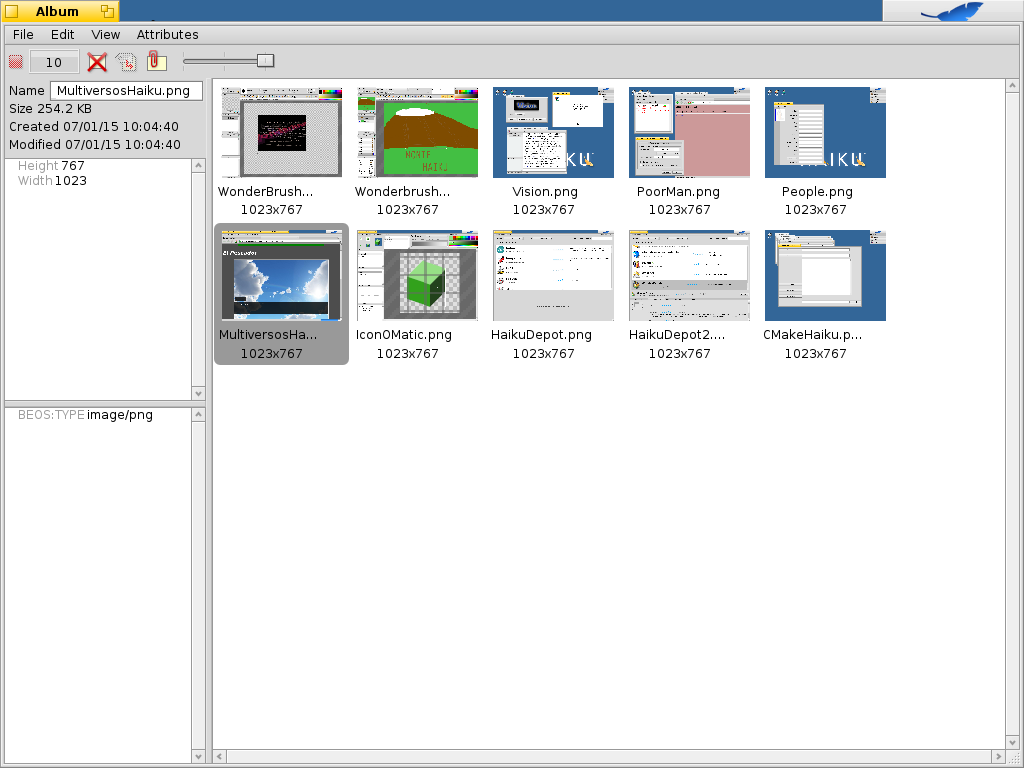 Album
File Edit View Attributes
10
Name MultiversosHaiku.png
Size 254.2 KB
Created 07/01/15 10:04:40
Modified 07/01/15 10:04:40
Height 767
Width 1023
BEOS:TYPE image/png
WonderBrush... Wonderbrush... Vision.png PoorMan.png People.png
1023x767 1023x767 1023x767 1023x767 1023x767
MultiversosHa... IconOMatic.png HaikuDepot.png HaikuDepot2.... CMakeHaiku.p...
1023x767 1023x767 1023x767 1023x767 1023x767